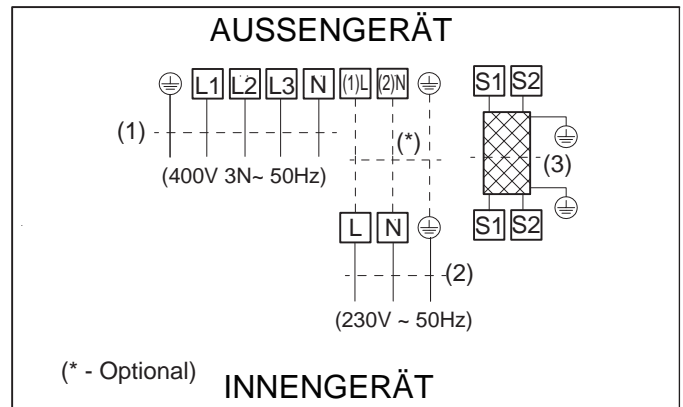 AUSSENGERÄT
L1 L2 L3 N (1)L (2)N S1 S2
(1)
(*)
(3)
(400V 3N~ 50Hz)
L N S1 S2
(2)
(230V ~ 50Hz)
(* - Optional)
INNENGERÄT